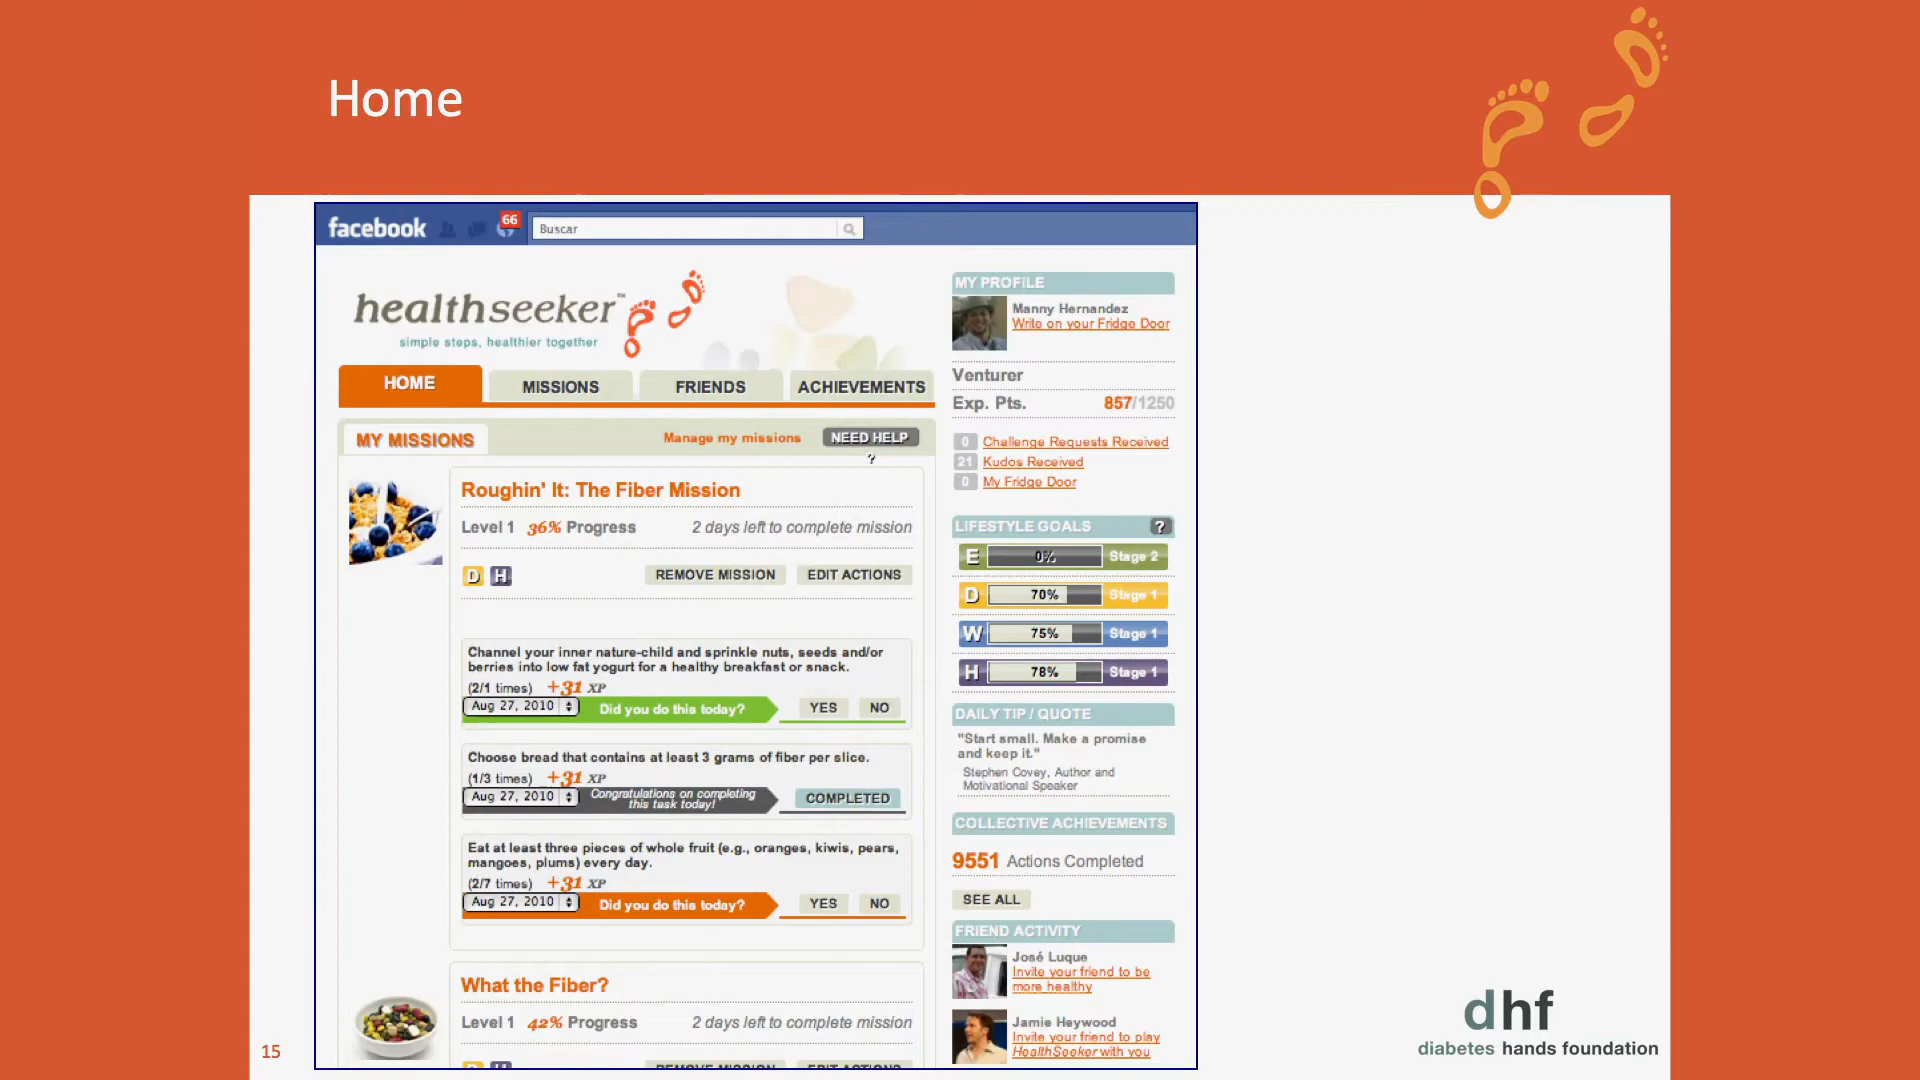 Home
facebook
66
Buscar
healthseeker™
simple steps, healthier together
HOME
MISSIONS
FRIENDS
ACHIEVEMENTS
MY MISSIONS
Manage my missions
NEED HELP
?
Roughin' It: The Fiber Mission
Level 1 36% Progress
2 days left to complete mission
D H
REMOVE MISSION
EDIT ACTIONS
Channel your inner nature-child and sprinkle nuts, seeds and/or
berries into low fat yogurt for a healthy breakfast or snack.
(2/1 times) +31 XP
Aug 27, 2010
Did you do this today?
YES
NO
Choose bread that contains at least 3 grams of fiber per slice.
(1/3 times) +31 XP
Aug 27, 2010
Congratulations on completing
this task today!
COMPLETED
Eat at least three pieces of whole fruit (e.g., oranges, kiwis, pears,
mangoes, plums) every day.
(2/7 times) +31 XP
Aug 27, 2010
Did you do this today?
YES
NO
What the Fiber?
Level 1 42% Progress
2 days left to complete mission
D H
REMOVE MISSION
EDIT ACTIONS
MY PROFILE
Manny Hernandez
Write on your Fridge Door
Venturer
Exp. Pts. 857/1250
0 Challenge Requests Received
21 Kudos Received
0 My Fridge Door
LIFESTYLE GOALS ?
E 0% Stage 2
D 70% Stage 1
W 75% Stage 1
H 78% Stage 1
DAILY TIP / QUOTE
"Start small. Make a promise
and keep it."
Stephen Covey, Author and
Motivational Speaker
COLLECTIVE ACHIEVEMENTS
9551 Actions Completed
SEE ALL
FRIEND ACTIVITY
José Luque
Invite your friend to be
more healthy
Jamie Heywood
Invite your friend to play
HealthSeeker with you
15
dhf
diabetes hands foundation